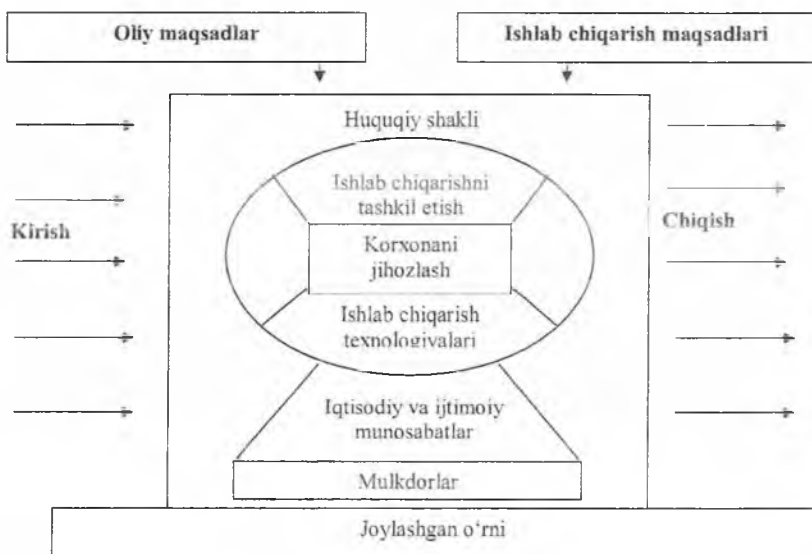 Oliy maqsadlar
Ishlab chiqarish maqsadlari
Huquqiy shakli
Ishlab chiqarishni
tashkil etish
Kirish
Korxonani
jihozlash
Chiqish
Ishlab chiqarish
texnologivalari
Iqtisodiy va ijtimoiy
munosabatlar
Mulkdorlar
Joylashgan o‘rni